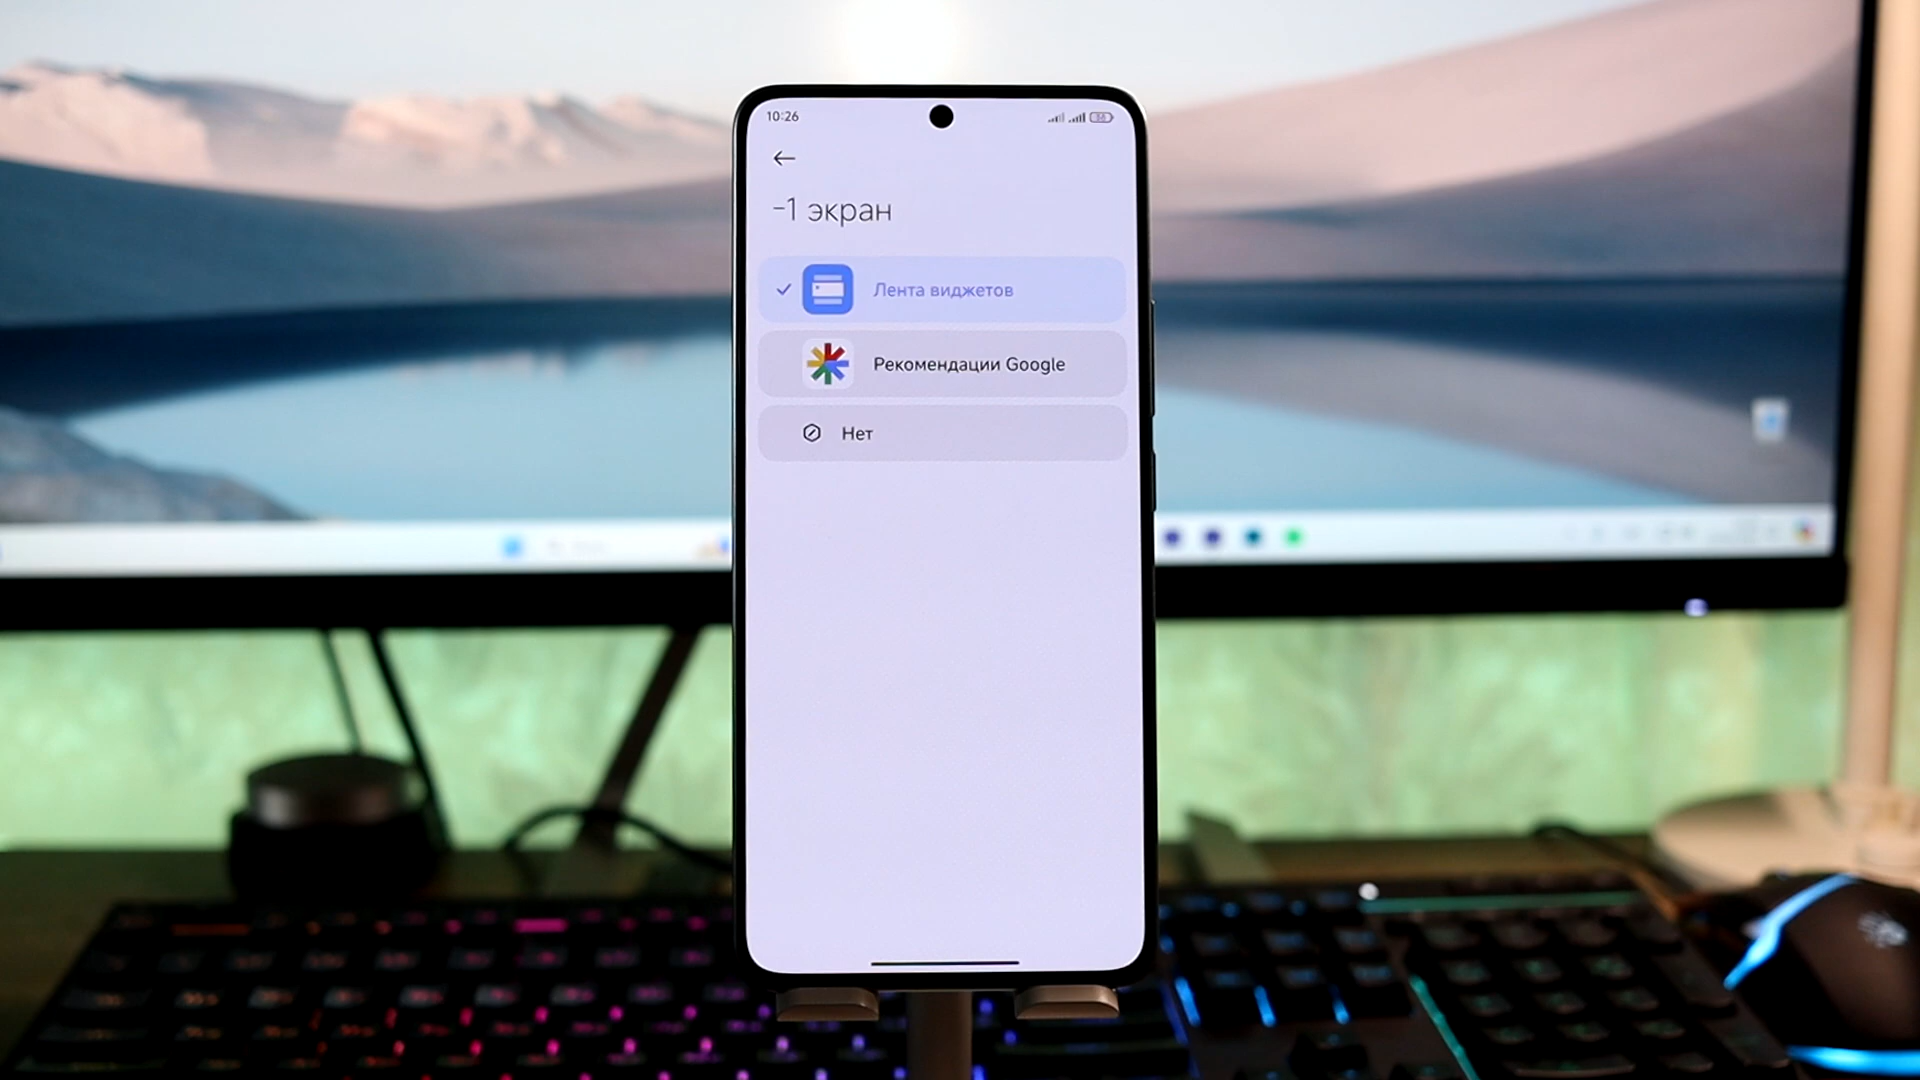 10:26
-1 экран
Лента виджетов
Рекомендации Google
Нет